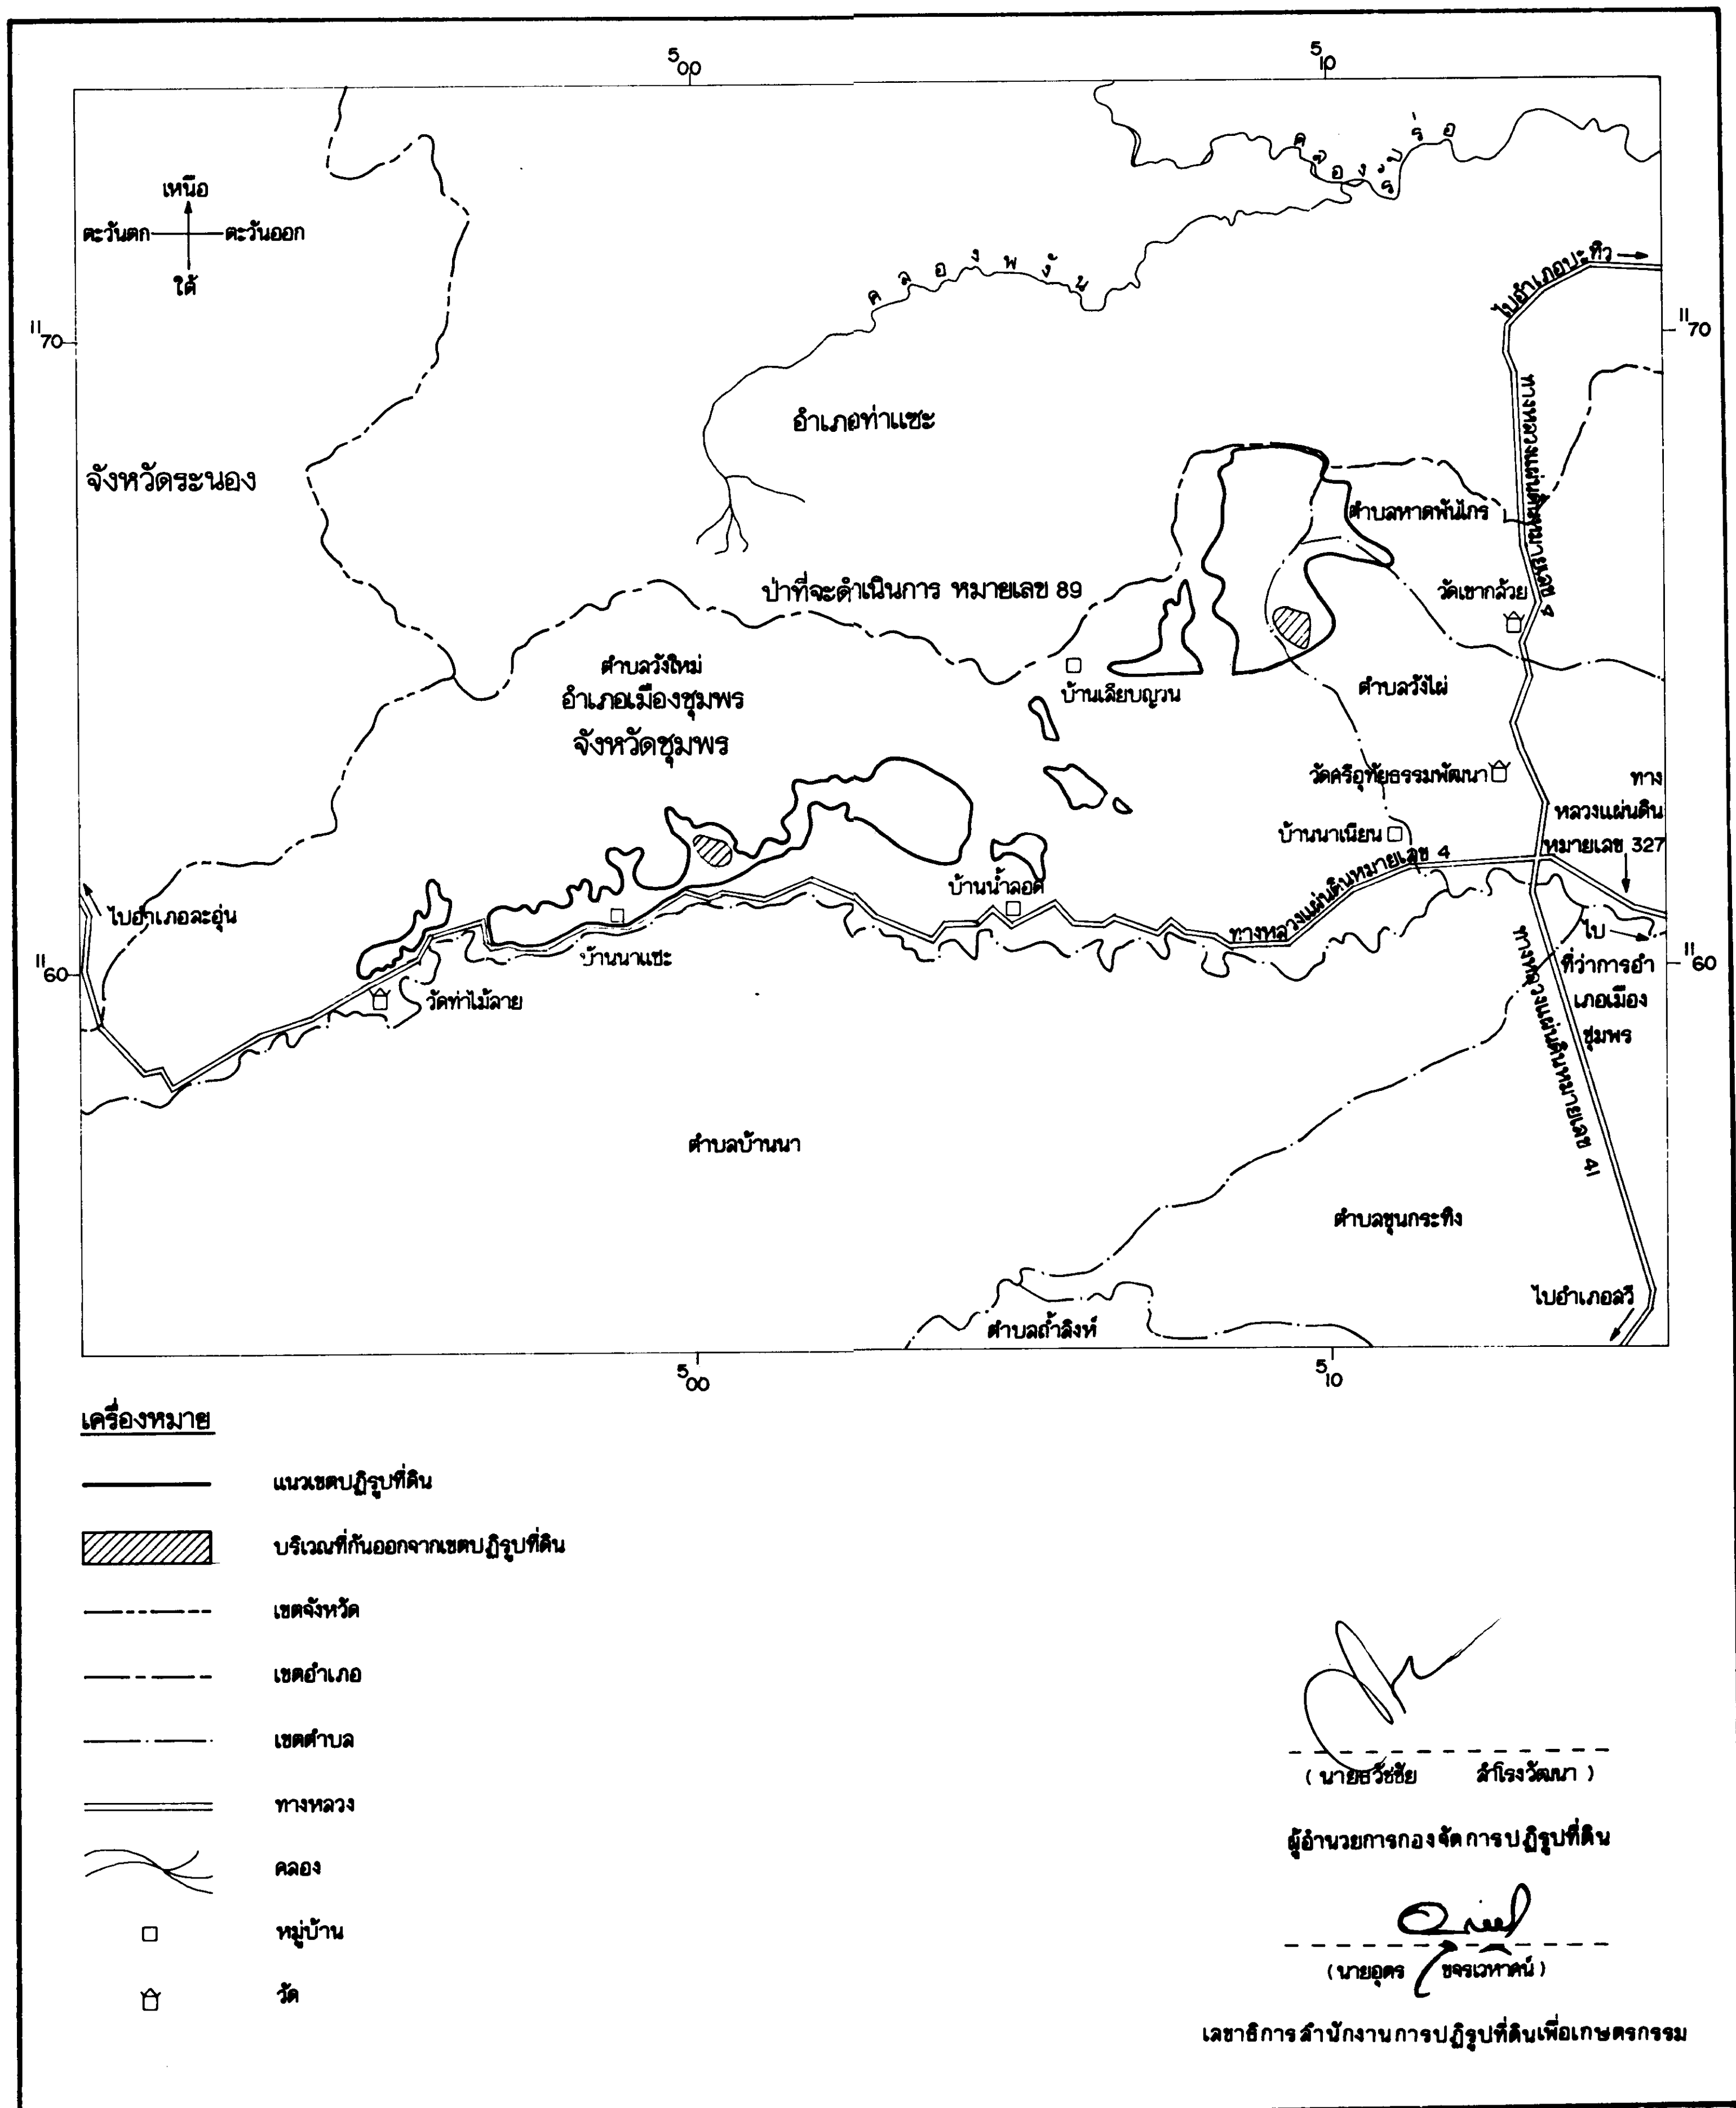 5 00
5 10
คลองรับร่อ
เหนือ
ตะวันตก
ตะวันออก
ใต้
คลองพงัน
ไปอำเภอปะทิว
11 70
11 70
อำเภอท่าแซะ
ทางหลวงแผ่นดินหมายเลข 4
จังหวัดระนอง
ตำบลหาดพันไกร
ป่าที่จะดำเนินการ หมายเลข 89
วัดเขากล้วย
ตำบลวังใหม่
อำเภอเมืองชุมพร
จังหวัดชุมพร
บ้านเสียบญวน
ตำบลวังไผ่
วัดศรีอุทัยธรรมพัฒนา
ทาง
หลวงแผ่นดิน
หมายเลข 327
บ้านนาเนียน
บ้านน้ำลอด
ทางหลวงแผ่นดินหมายเลข 4
ไปอำเภอละอุ่น
บ้านนาแซะ
ไป
ที่ว่าการอำ
เภอเมือง
ชุมพร
11 60
11 60
วัดท่าไม้ลาย
ทางหลวงแผ่นดินหมายเลข 41
ตำบลบ้านนา
ตำบลขุนกระทิง
ไปอำเภอสวี
ตำบลถ้ำสิงห์
5 00
5 10
เครื่องหมาย
แนวเขตปฏิรูปที่ดิน
บริเวณที่กันออกจากเขตปฏิรูปที่ดิน
เขตจังหวัด
เขตอำเภอ
เขตตำบล
ทางหลวง
คลอง
หมู่บ้าน
วัด
( นายธวัชชัย สำโรงวัฒนา )
ผู้อำนวยการกองจัดการปฏิรูปที่ดิน
( นายอุดร ขจรเวหาศน์ )
เลขาธิการสำนักงานการปฏิรูปที่ดินเพื่อเกษตรกรรม